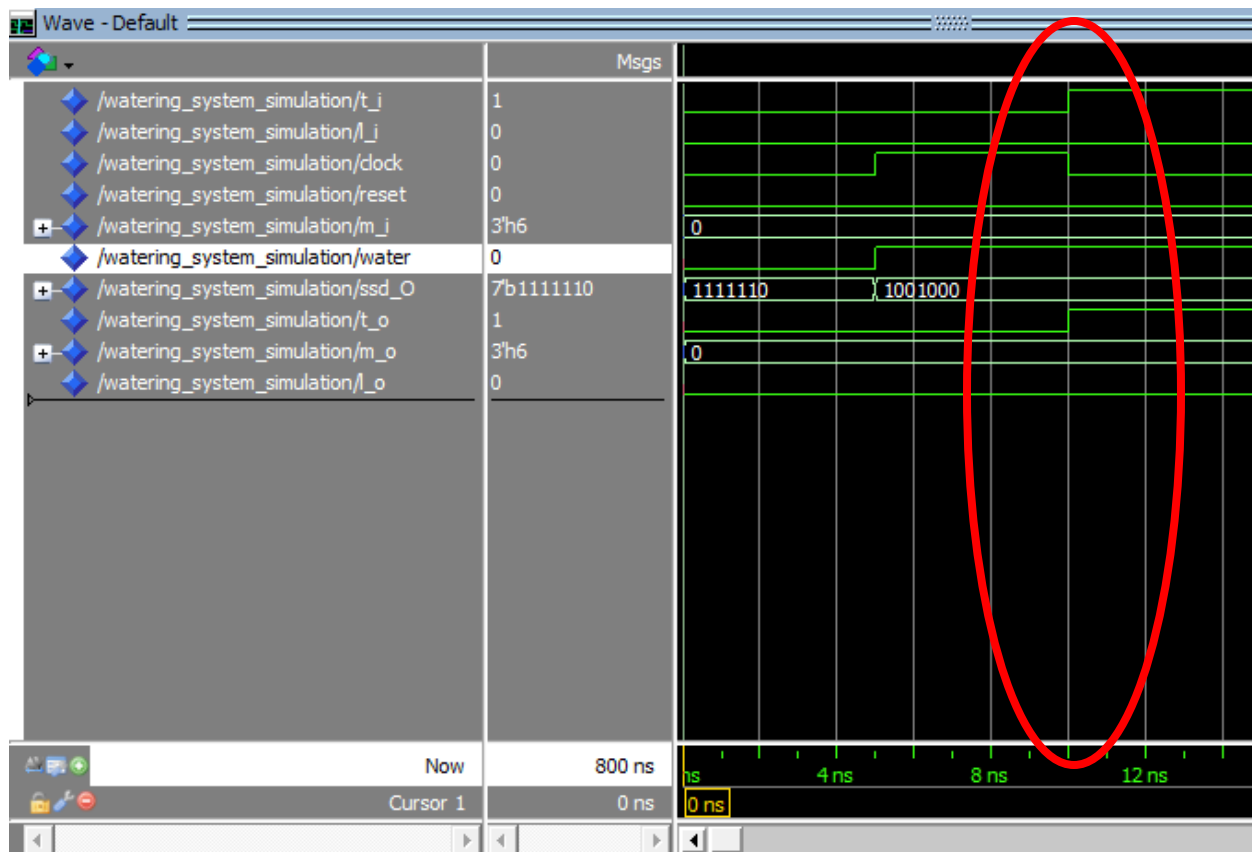 Wave - Default
Msgs
/watering_system_simulation/t_i 1
/watering_system_simulation/l_i 0
/watering_system_simulation/clock 0
/watering_system_simulation/reset 0
/watering_system_simulation/m_i 3'h6 0
/watering_system_simulation/water 0
/watering_system_simulation/ssd_O 7'b1111110 1111110 1001000
/watering_system_simulation/t_o 1
/watering_system_simulation/m_o 3'h6 0
/watering_system_simulation/l_o 0
Now 800 ns ns 4 ns 8 ns 12 ns
Cursor 1 0 ns 0 ns